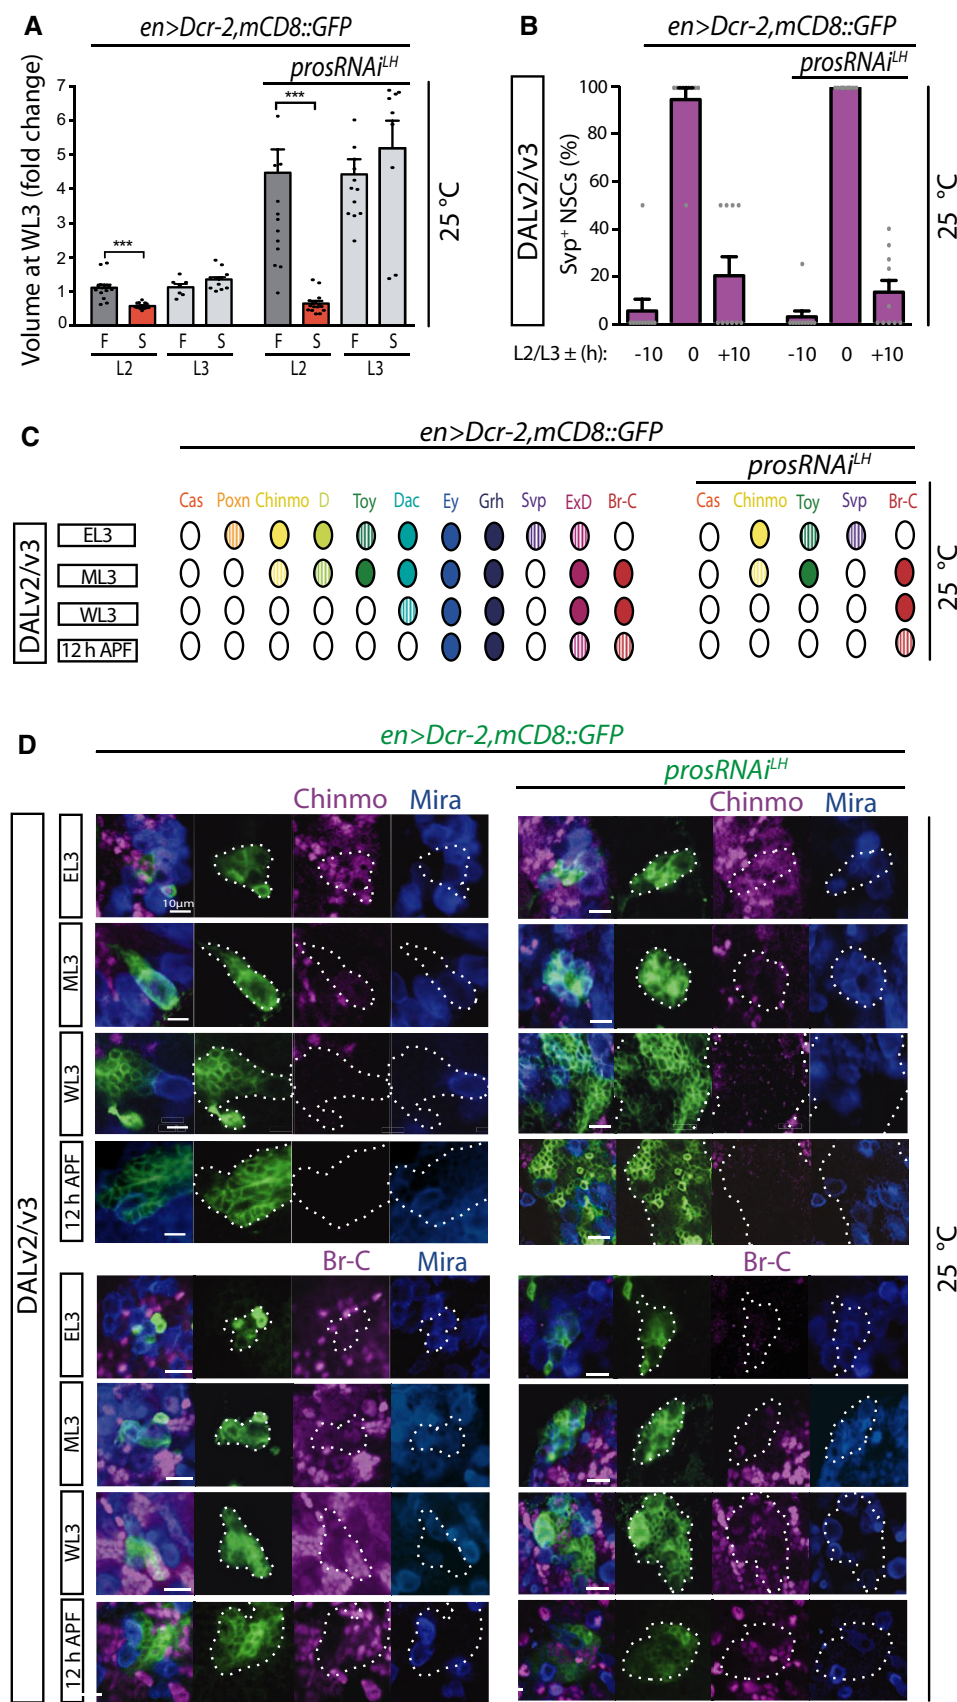 A
en>Dcr-2,mCD8::GFP
prosRNAi^LH
***
***
Volume at WL3 (fold change)
7
6
5
4
3
2
1
0
F S F S F S F S
L2 L3 L2 L3
25 °C
B
en>Dcr-2,mCD8::GFP
prosRNAi^LH
DALv2/v3
Svp+ NSCs (%)
100
80
60
40
20
0
L2/L3 ± (h): -10 0 +10 -10 0 +10
25 °C
C
en>Dcr-2,mCD8::GFP
prosRNAi^LH
Cas Poxn Chinmo D Toy Dac Ey Grh Svp ExD Br-C Cas Chinmo Toy Svp Br-C
DALv2/v3
EL3
ML3
WL3
12 h APF
25 °C
D
en>Dcr-2,mCD8::GFP
prosRNAi^LH
Chinmo Mira Chinmo Mira
DALv2/v3
EL3
10μm
ML3
WL3
12 h APF
Br-C Mira Br-C
EL3
ML3
WL3
12 h APF
25 °C